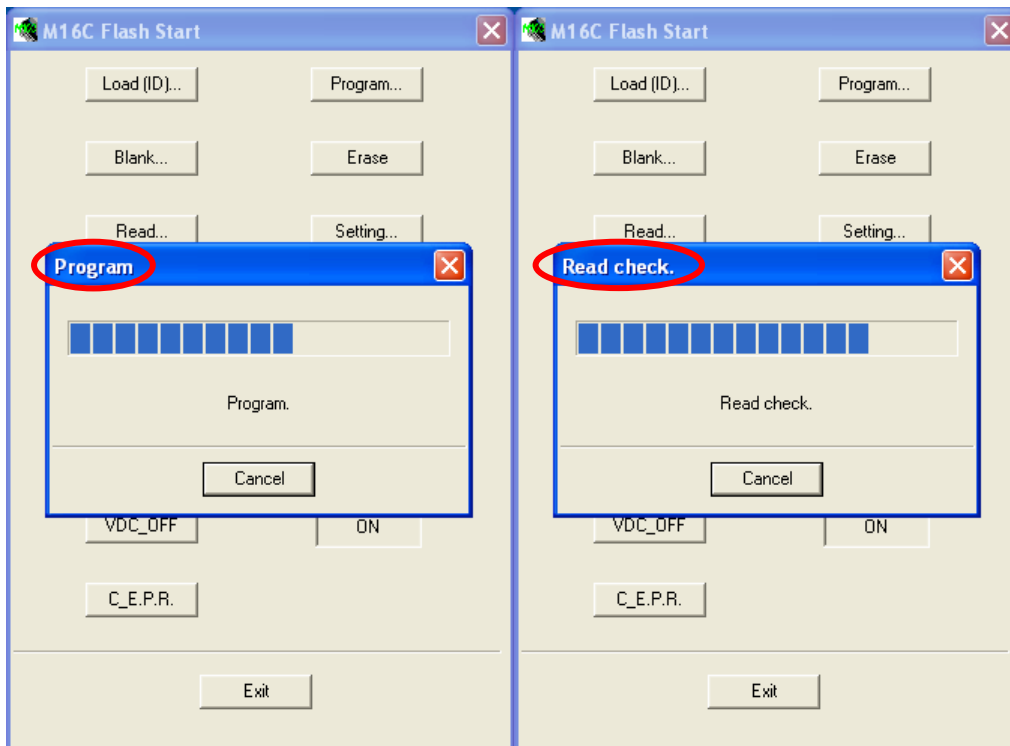 M16C Flash Start
Load (ID)... Program...
Blank... Erase
Read... Setting...
Program
Program.
Cancel
VDC_OFF ON
C_E.P.R.
Exit
M16C Flash Start
Load (ID)... Program...
Blank... Erase
Read... Setting...
Read check.
Read check.
Cancel
VDC_OFF ON
C_E.P.R.
Exit